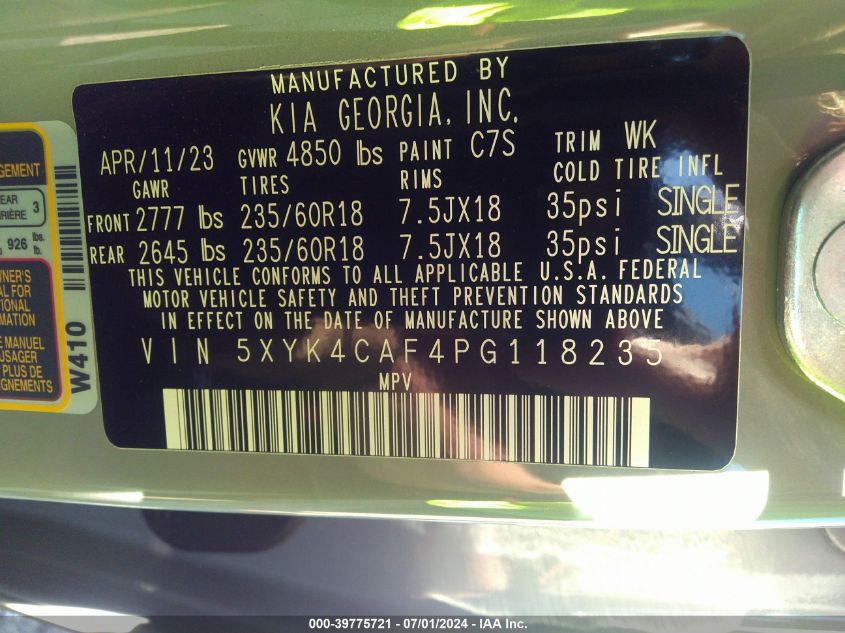 MANUFACTURED BY
KIA GEORGIA, INC.
APR/11/23 GVWR 4850 lbs PAINT C7S TRIM WK
GAWR TIRES RIMS COLD TIRE INFL
FRONT 2777 lbs 235/60R18 7.5JX18 35psi SINGLE
REAR 2645 lbs 235/60R18 7.5JX18 35psi SINGLE
THIS VEHICLE CONFORMS TO ALL APPLICABLE U.S.A. FEDERAL
MOTOR VEHICLE SAFETY AND THEFT PREVENTION STANDARDS
IN EFFECT ON THE DATE OF MANUFACTURE SHOWN ABOVE
VIN 5XYK4CAF4PG118235
MPV
3
926 lbs.
W410
000-39775721 - 07/01/2024 - IAA Inc.